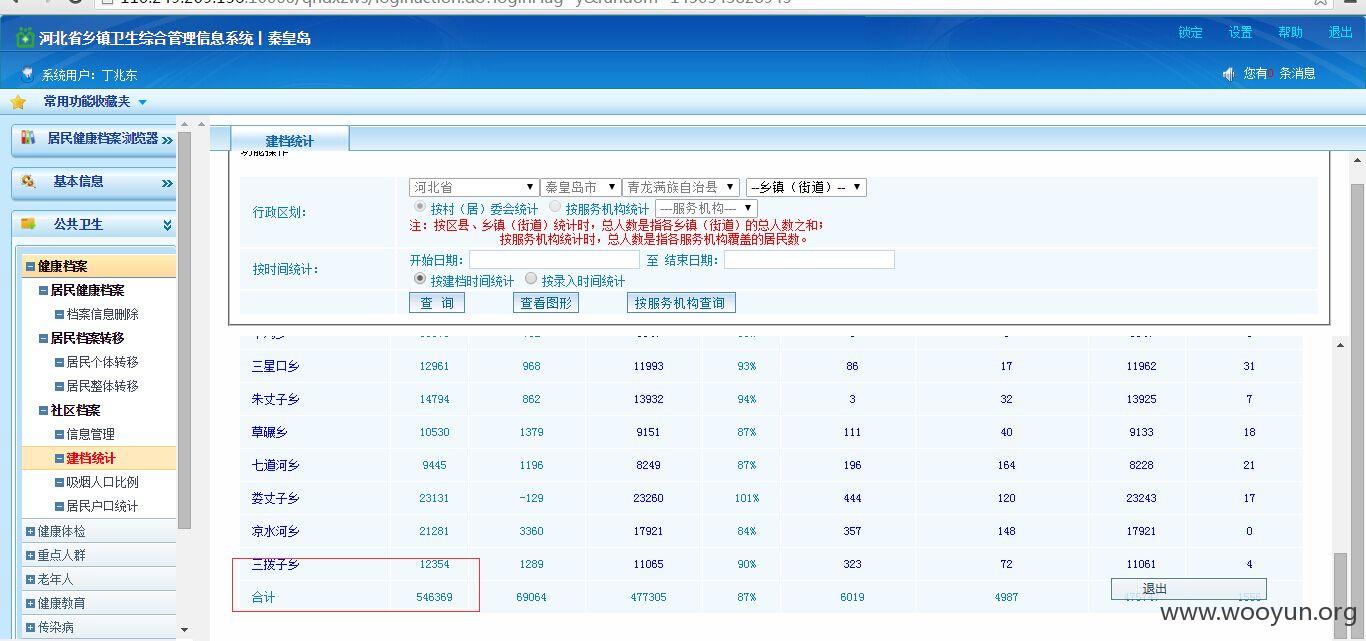 河北省乡镇卫生综合管理信息系统 | 秦皇岛
锁定 设置 帮助 退出
系统用户：丁兆东
您有0 条消息
常用功能收藏夹
居民健康档案浏览器
基本信息
公共卫生
健康档案
居民健康档案
档案信息删除
居民档案转移
居民个体转移
居民整体转移
社区档案
信息管理
建档统计
吸烟人口比例
居民户口统计
健康体检
重点人群
老年人
健康教育
传染病
建档统计
功能操作
行政区划：
河北省 秦皇岛市 青龙满族自治县 --乡镇（街道）--
按村（居）委会统计 按服务机构统计 ---服务机构---
注：按区县、乡镇（街道）统计时，总人数是指各乡镇（街道）的总人数之和；
按服务机构统计时，总人数是指各服务机构覆盖的居民数。
按时间统计：
开始日期： 至 结束日期：
按建档时间统计 按录入时间统计
查 询 查看图形 按服务机构查询
三星口乡 12961 968 11993 93% 86 17 11962 31
朱丈子乡 14794 862 13932 94% 3 32 13925 7
草碾乡 10530 1379 9151 87% 111 40 9133 18
七道河乡 9445 1196 8249 87% 196 164 8228 21
娄丈子乡 23131 -129 23260 101% 444 120 23243 17
凉水河乡 21281 3360 17921 84% 357 148 17921 0
三拨子乡 12354 1289 11065 90% 323 72 11061 4
合计 546369 69064 477305 87% 6019 4987
退出
www.wooyun.org